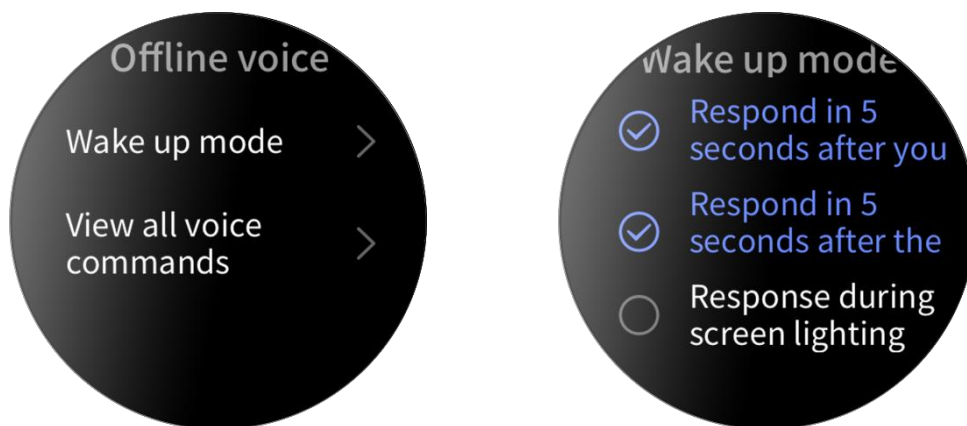 Offline voice
Wake up mode
View all voice
commands
Wake up mode
Respond in 5
seconds after you
Respond in 5
seconds after the
Response during
screen lighting